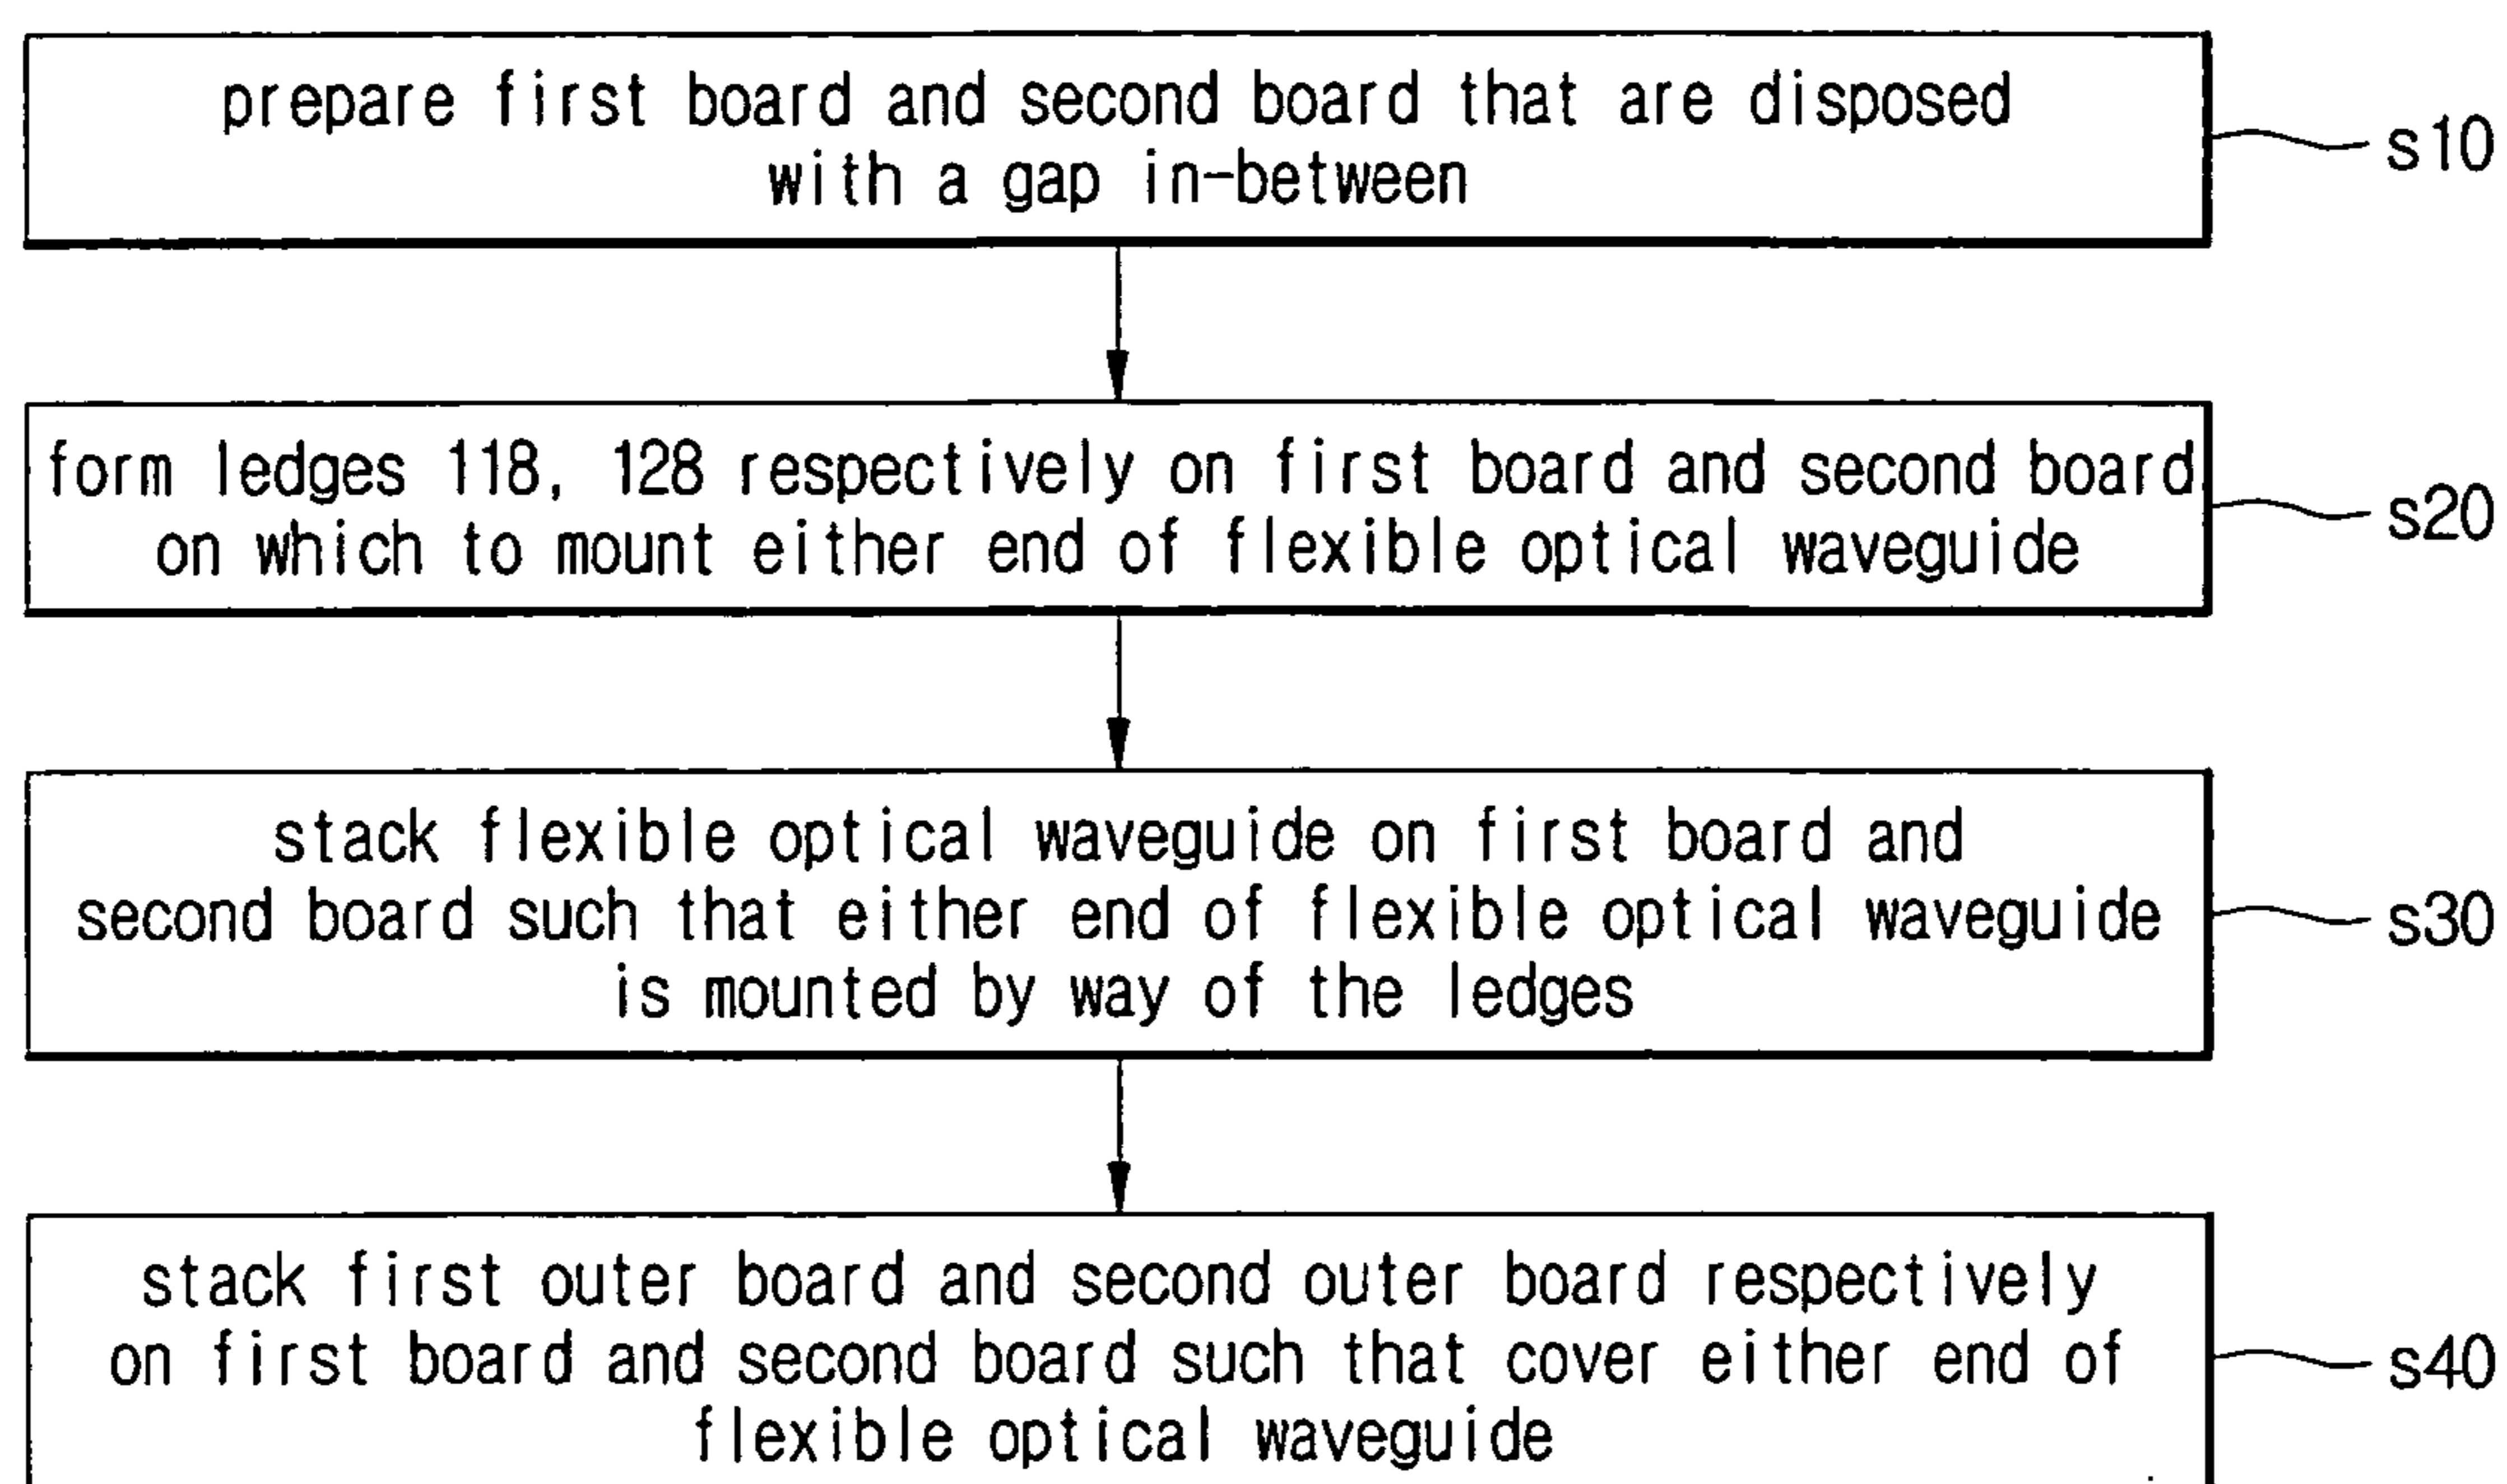 prepare first board and second board that are disposed
with a gap in-between
s10
form ledges 118, 128 respectively on first board and second board
on which to mount either end of flexible optical waveguide
s20
stack flexible optical waveguide on first board and
second board such that either end of flexible optical waveguide
is mounted by way of the ledges
s30
stack first outer board and second outer board respectively
on first board and second board such that cover either end of
flexible optical waveguide
s40